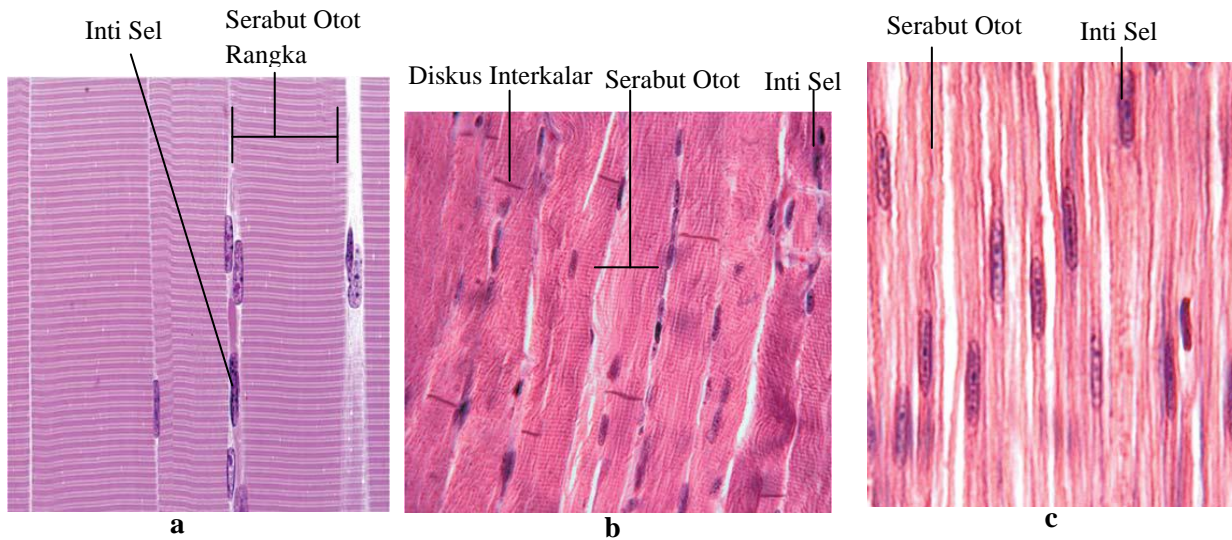 Inti Sel
Serabut Otot
Rangka
Diskus Interkalar
Serabut Otot
Inti Sel
Serabut Otot
Inti Sel
a
b
c